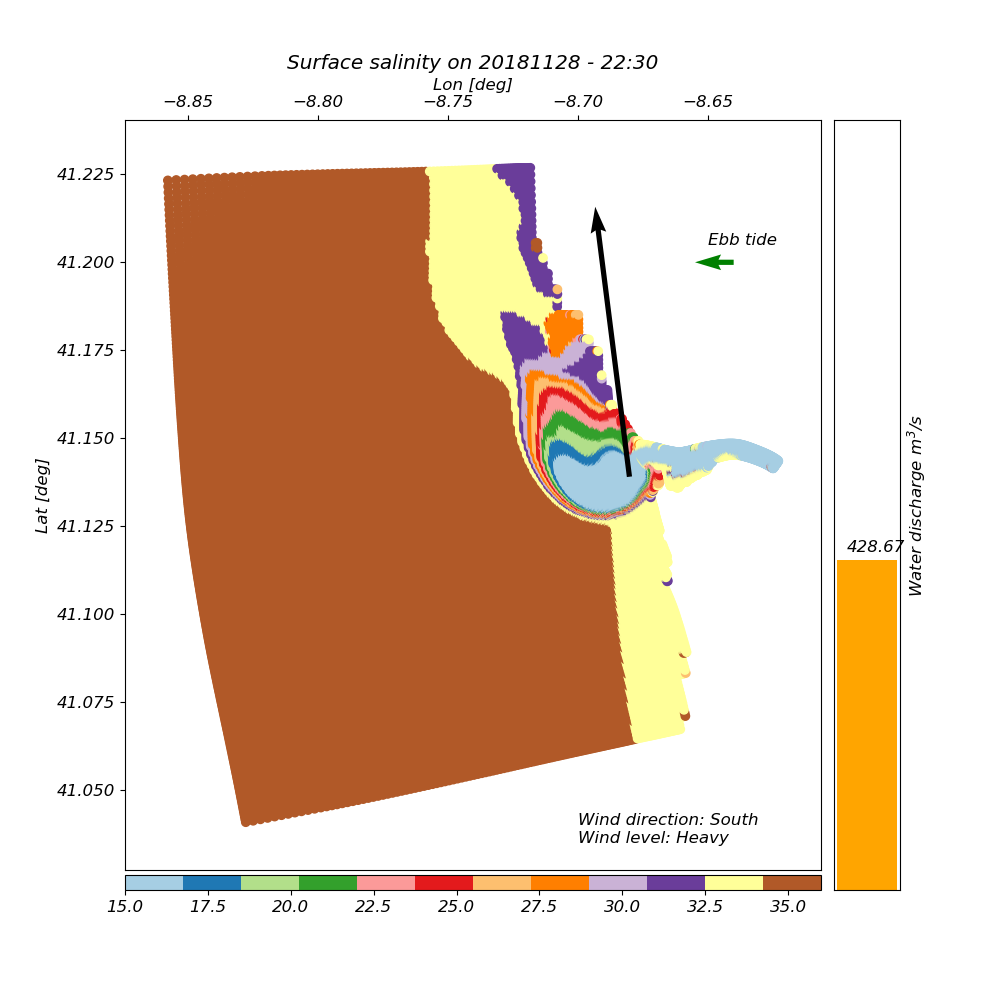 Surface salinity on 20181128 - 22:30
Lon [deg]
−8.85 −8.80 −8.75 −8.70 −8.65
41.225
41.200
41.175
41.150
41.125
41.100
41.075
41.050
Lat [deg]
Ebb tide
Wind direction: South
Wind level: Heavy
428.67
Water discharge m³/s
15.0 17.5 20.0 22.5 25.0 27.5 30.0 32.5 35.0